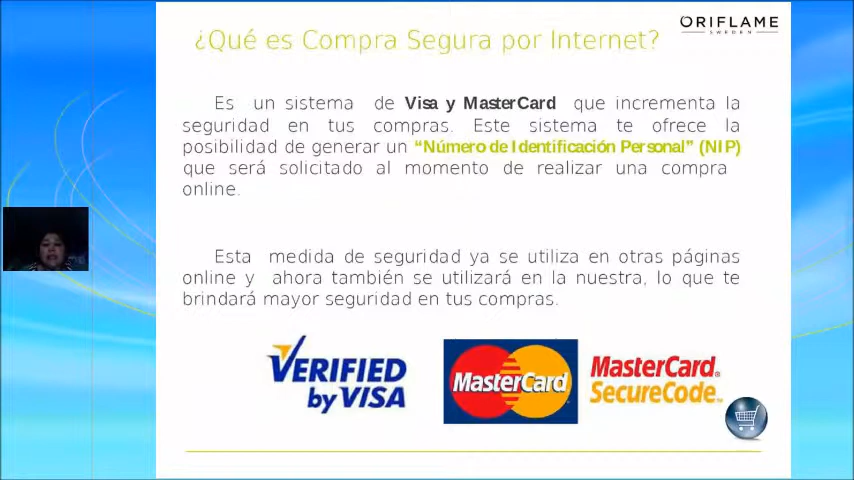 ¿Qué es Compra Segura por Internet?
ORIFLAME
SWEDEN
Es un sistema de Visa y MasterCard que incrementa la
seguridad en tus compras. Este sistema te ofrece la
posibilidad de generar un “Número de Identificación Personal” (NIP)
que será solicitado al momento de realizar una compra
online.
Esta medida de seguridad ya se utiliza en otras páginas
online y ahora también se utilizará en la nuestra, lo que te
brindará mayor seguridad en tus compras.
VERIFIED
by VISA
MasterCard
MasterCard.
SecureCode™